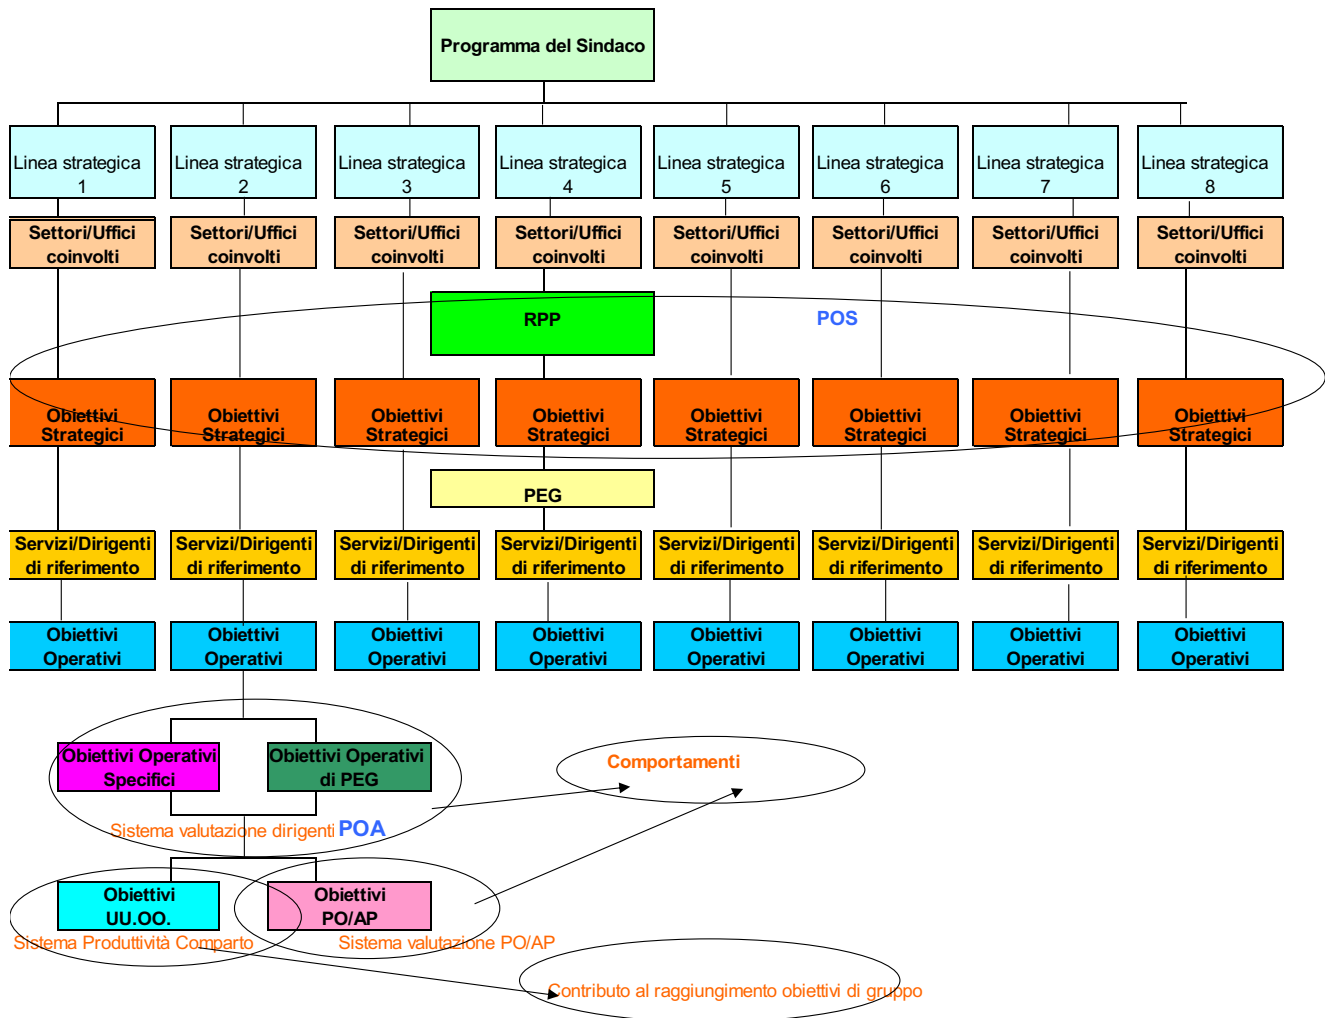 Programma del Sindaco
Linea strategica
1
Linea strategica
2
Linea strategica
3
Linea strategica
4
Linea strategica
5
Linea strategica
6
Linea strategica
7
Linea strategica
8
Settori/Uffici
coinvolti
Settori/Uffici
coinvolti
Settori/Uffici
coinvolti
Settori/Uffici
coinvolti
Settori/Uffici
coinvolti
Settori/Uffici
coinvolti
Settori/Uffici
coinvolti
Settori/Uffici
coinvolti
RPP
POS
Obiettivi
Strategici
Obiettivi
Strategici
Obiettivi
Strategici
Obiettivi
Strategici
Obiettivi
Strategici
Obiettivi
Strategici
Obiettivi
Strategici
Obiettivi
Strategici
PEG
Servizi/Dirigenti
di riferimento
Servizi/Dirigenti
di riferimento
Servizi/Dirigenti
di riferimento
Servizi/Dirigenti
di riferimento
Servizi/Dirigenti
di riferimento
Servizi/Dirigenti
di riferimento
Servizi/Dirigenti
di riferimento
Servizi/Dirigenti
di riferimento
Obiettivi
Operativi
Obiettivi
Operativi
Obiettivi
Operativi
Obiettivi
Operativi
Obiettivi
Operativi
Obiettivi
Operativi
Obiettivi
Operativi
Obiettivi
Operativi
Obiettivi Operativi
Specifici
Obiettivi Operativi
di PEG
Comportamenti
Sistema valutazione dirigenti POA
Obiettivi
UU.OO.
Obiettivi
PO/AP
Sistema Produttività Comparto
Sistema valutazione PO/AP
Contributo al raggiungimento obiettivi di gruppo